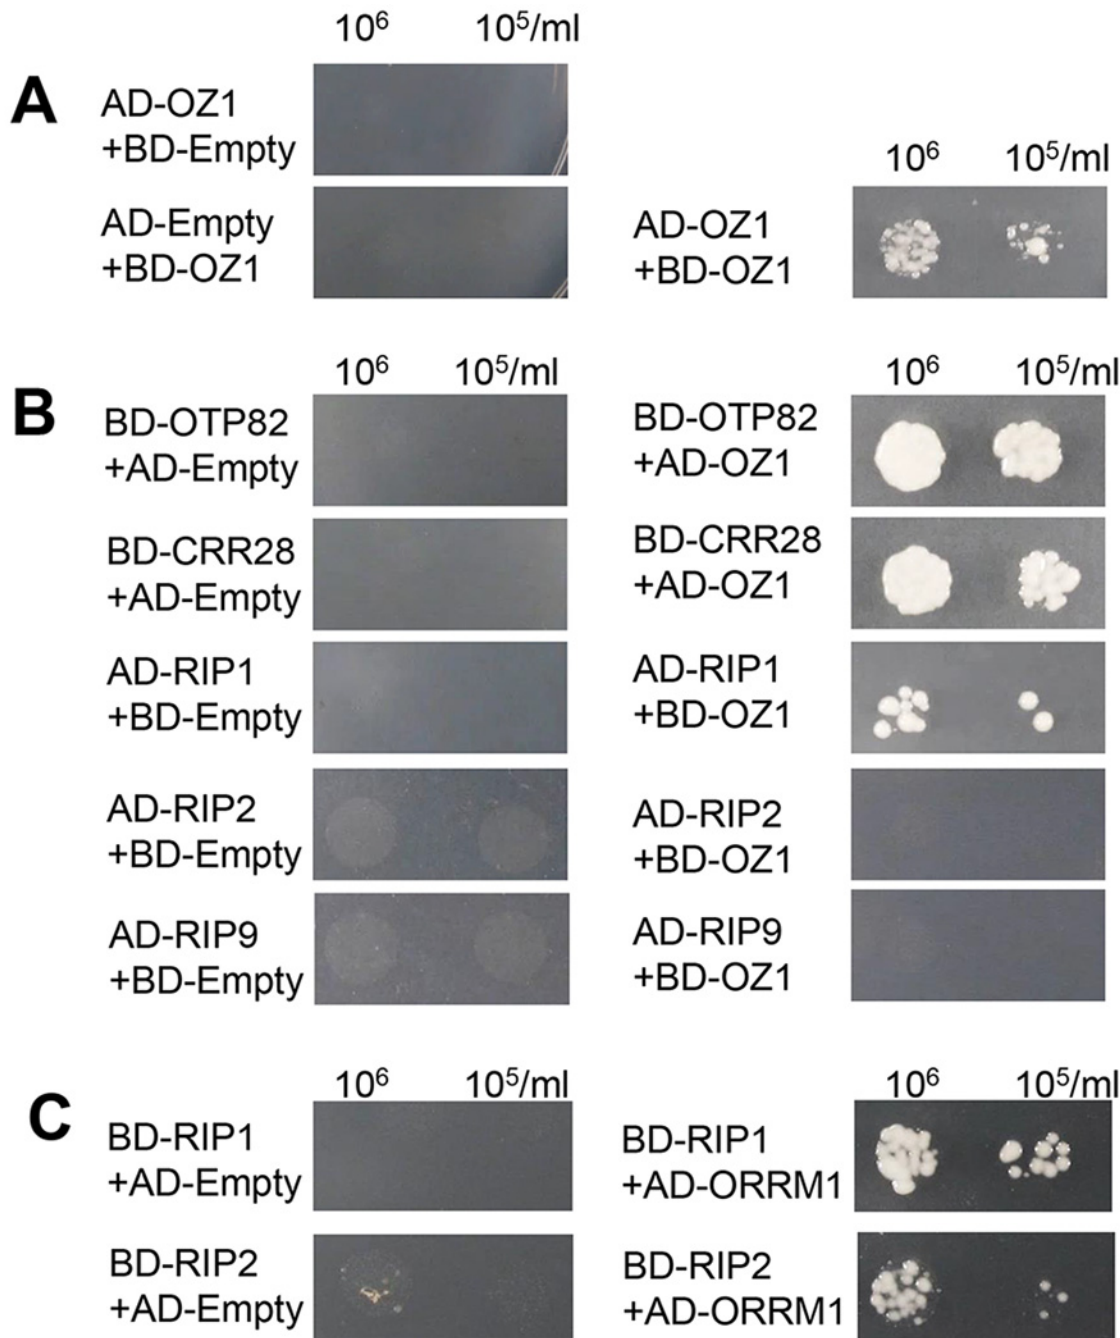 10⁶ 10⁵/ml
A
AD-OZ1
+BD-Empty
10⁶ 10⁵/ml
AD-Empty
+BD-OZ1
AD-OZ1
+BD-OZ1
10⁶ 10⁵/ml
10⁶ 10⁵/ml
B
BD-OTP82
+AD-Empty
BD-OTP82
+AD-OZ1
BD-CRR28
+AD-Empty
BD-CRR28
+AD-OZ1
AD-RIP1
+BD-Empty
AD-RIP1
+BD-OZ1
AD-RIP2
+BD-Empty
AD-RIP2
+BD-OZ1
AD-RIP9
+BD-Empty
AD-RIP9
+BD-OZ1
10⁶ 10⁵/ml
10⁶ 10⁵/ml
C
BD-RIP1
+AD-Empty
BD-RIP1
+AD-ORRM1
BD-RIP2
+AD-Empty
BD-RIP2
+AD-ORRM1